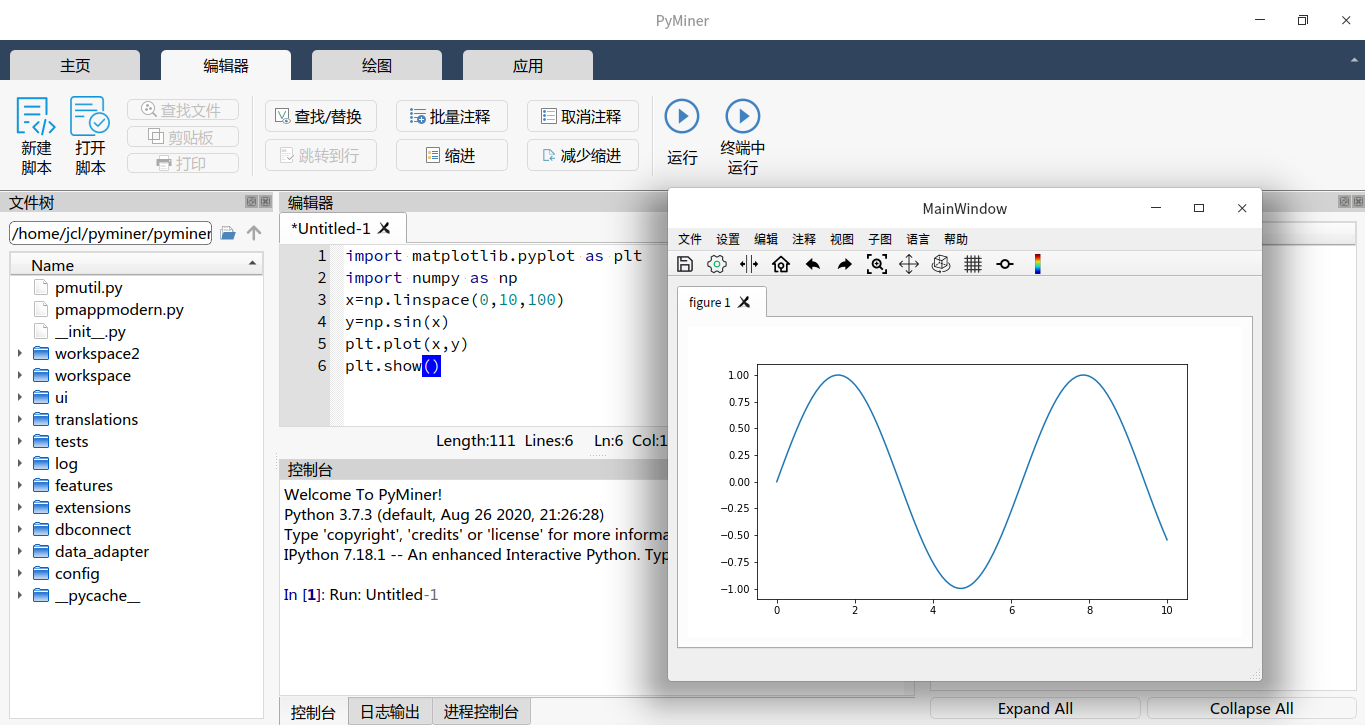 PyMiner
主页 编辑器 绘图 应用
新建脚本
打开脚本
查找文件
剪贴板
打印
查找/替换
跳转到行
批量注释
缩进
取消注释
减少缩进
运行
终端中运行
文件树
/home/jcl/pyminer/pyminer
Name
pmutil.py
pmappmodern.py
__init__.py
workspace2
workspace
ui
translations
tests
log
features
extensions
dbconnect
data_adapter
config
__pycache__
编辑器
*Untitled-1
1 import matplotlib.pyplot as plt
2 import numpy as np
3 x=np.linspace(0,10,100)
4 y=np.sin(x)
5 plt.plot(x,y)
6 plt.show()
Length:111 Lines:6 Ln:6 Col:1
控制台
Welcome To PyMiner!
Python 3.7.3 (default, Aug 26 2020, 21:26:28)
Type 'copyright', 'credits' or 'license' for more informa
IPython 7.18.1 -- An enhanced Interactive Python. Typ
In [1]: Run: Untitled-1
控制台 日志输出 进程控制台
MainWindow
文件 设置 编辑 注释 视图 子图 语言 帮助
figure 1
1.00
0.75
0.50
0.25
0.00
−0.25
−0.50
−0.75
−1.00
0 2 4 6 8 10
Expand All Collapse All